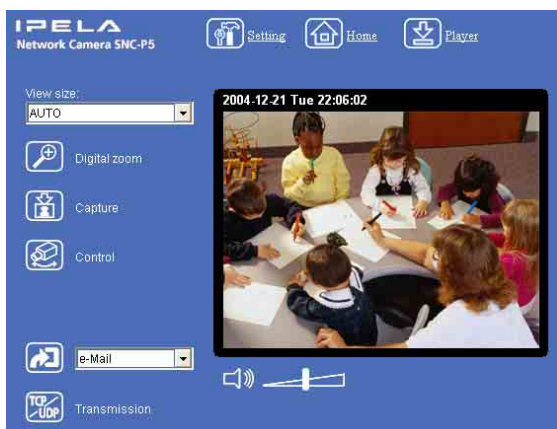 IPELA
Network Camera SNC-P5
Setting
Home
Player
View size:
AUTO
2004-12-21 Tue 22:06:02
Digital zoom
Capture
Control
e-Mail
TCP/UDP
Transmission